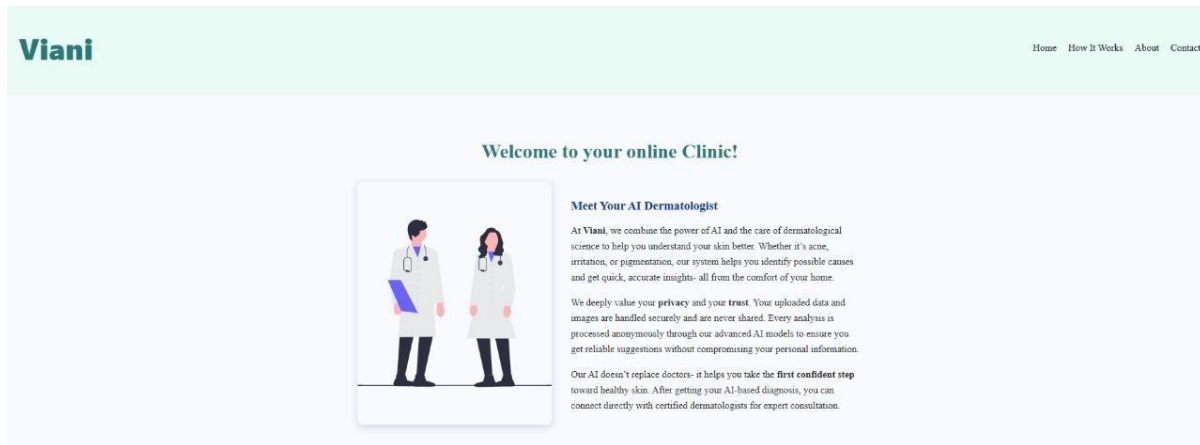 Viani
Home How It Works About Contact
Welcome to your online Clinic!
Meet Your AI Dermatologist
At Viani, we combine the power of AI and the care of dermatological
science to help you understand your skin better. Whether it's acne,
irritation, or pigmentation, our system helps you identify possible causes
and get quick, accurate insights- all from the comfort of your home.
We deeply value your privacy and your trust. Your uploaded data and
images are handled securely and are never shared. Every analysis is
processed anonymously through our advanced AI models to ensure you
get reliable suggestions without compromising your personal information.
Our AI doesn't replace doctors- it helps you take the first confident step
toward healthy skin. After getting your AI-based diagnosis, you can
connect directly with certified dermatologists for expert consultation.